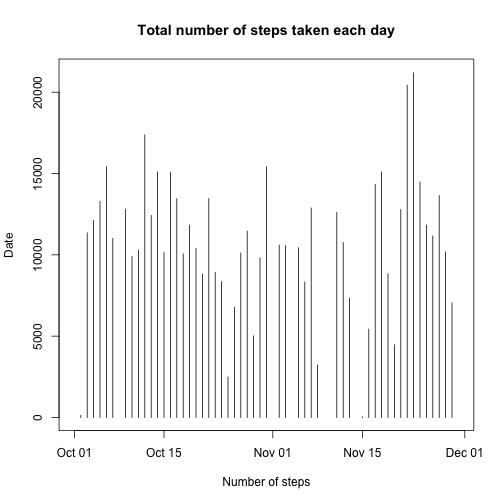 Total number of steps taken each day
20000
15000
10000
5000
0
Date
Oct 01 Oct 15 Nov 01 Nov 15 Dec 01
Number of steps